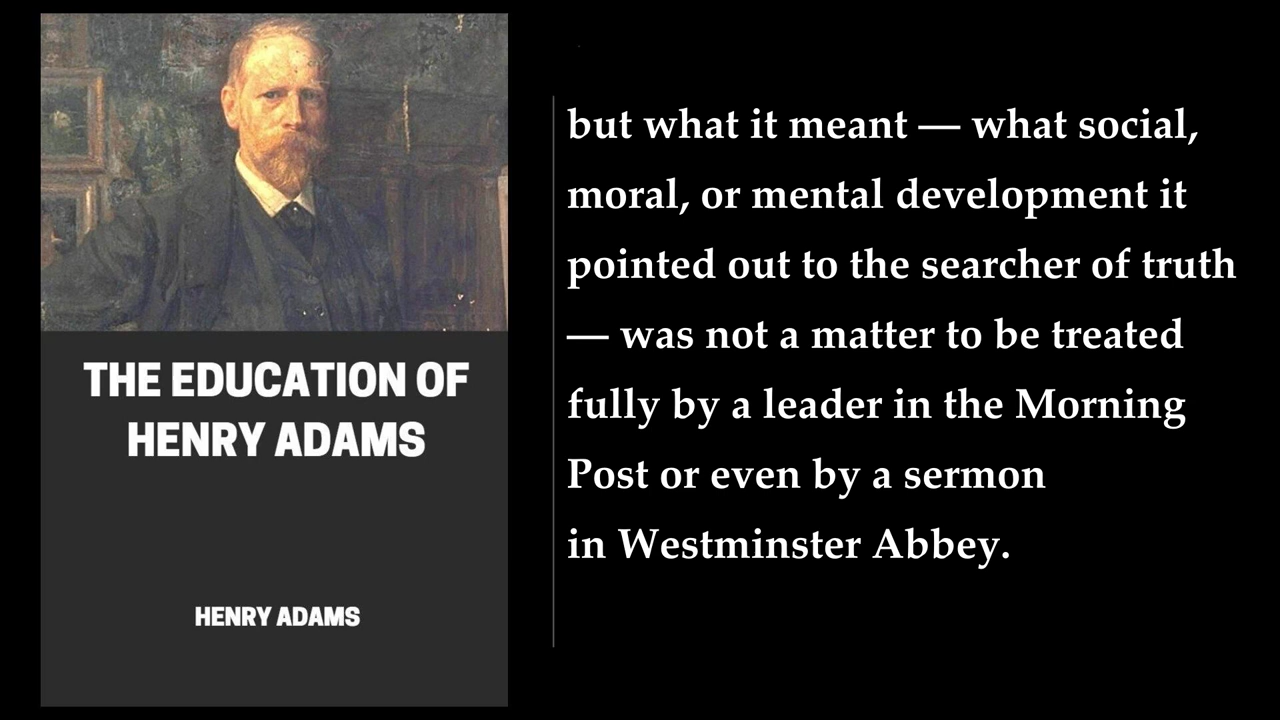 THE EDUCATION OF
HENRY ADAMS
HENRY ADAMS
but what it meant — what social,
moral, or mental development it
pointed out to the searcher of truth
— was not a matter to be treated
fully by a leader in the Morning
Post or even by a sermon
in Westminster Abbey.